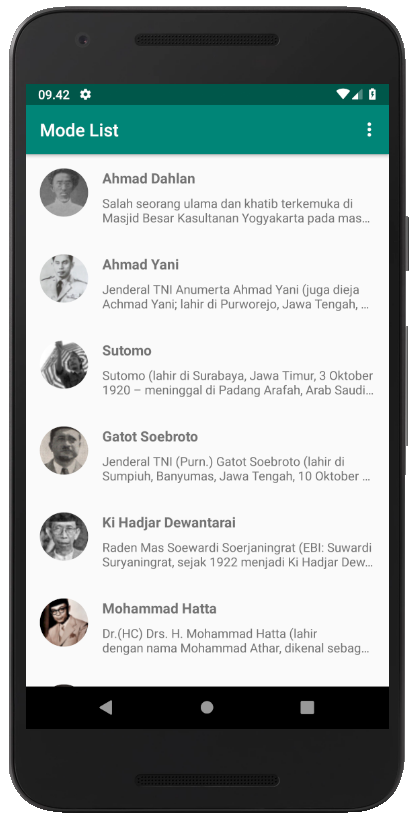 09.42
Mode List
Ahmad Dahlan
Salah seorang ulama dan khatib terkemuka di
Masjid Besar Kasultanan Yogyakarta pada mas…
Ahmad Yani
Jenderal TNI Anumerta Ahmad Yani (juga dieja
Achmad Yani; lahir di Purworejo, Jawa Tengah, …
Sutomo
Sutomo (lahir di Surabaya, Jawa Timur, 3 Oktober
1920 – meninggal di Padang Arafah, Arab Saudi…
Gatot Soebroto
Jenderal TNI (Purn.) Gatot Soebroto (lahir di
Sumpiuh, Banyumas, Jawa Tengah, 10 Oktober …
Ki Hadjar Dewantarai
Raden Mas Soewardi Soerjaningrat (EBI: Suwardi
Suryaningrat, sejak 1922 menjadi Ki Hadjar Dew…
Mohammad Hatta
Dr.(HC) Drs. H. Mohammad Hatta (lahir
dengan nama Mohammad Athar, dikenal sebag…